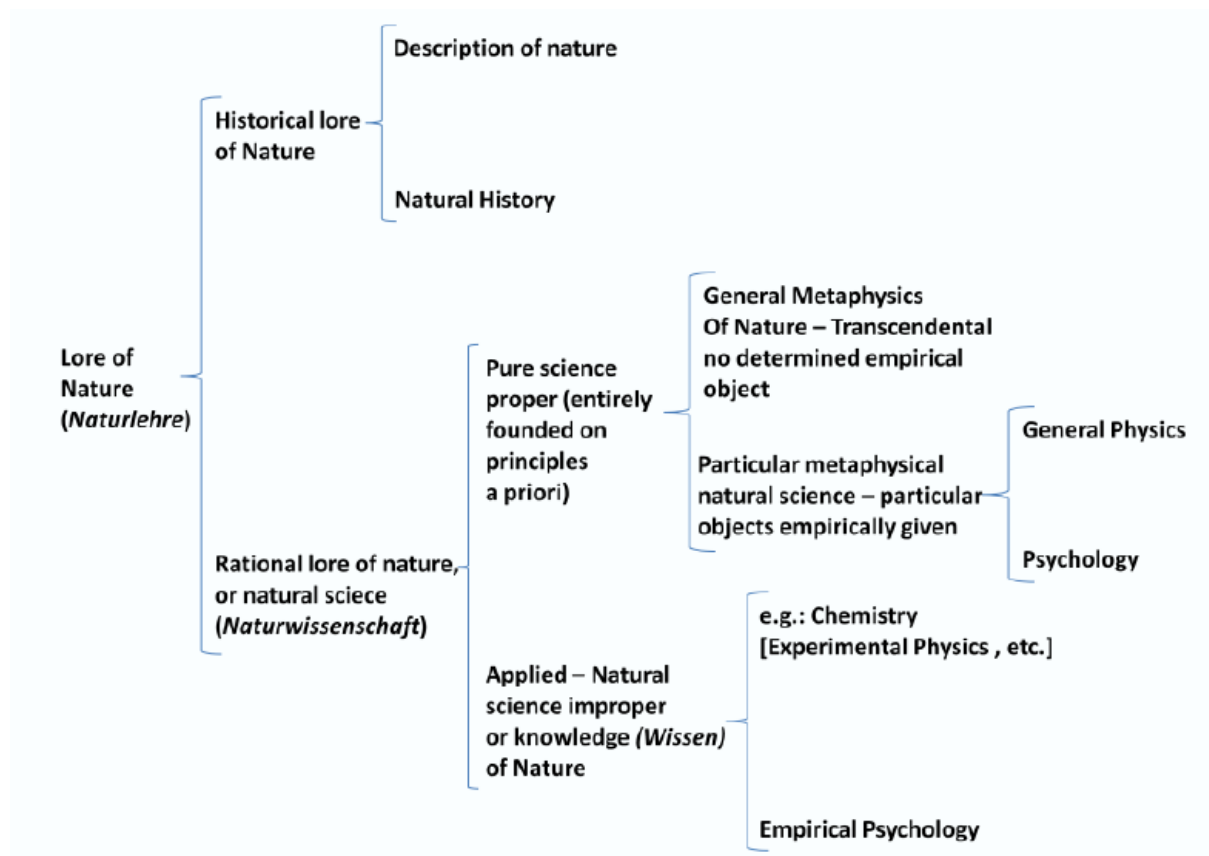 Description of nature
Historical lore
of Nature
Natural History
Lore of
Nature
(Naturlehre)
General Metaphysics
Of Nature – Transcendental
no determined empirical
object
Pure science
proper (entirely
founded on
principles
a priori)
Particular metaphysical
natural science – particular
objects empirically given
General Physics
Psychology
Rational lore of nature,
or natural sciece
(Naturwissenschaft)
Applied – Natural
science improper
or knowledge (Wissen)
of Nature
e.g.: Chemistry
[Experimental Physics , etc.]
Empirical Psychology